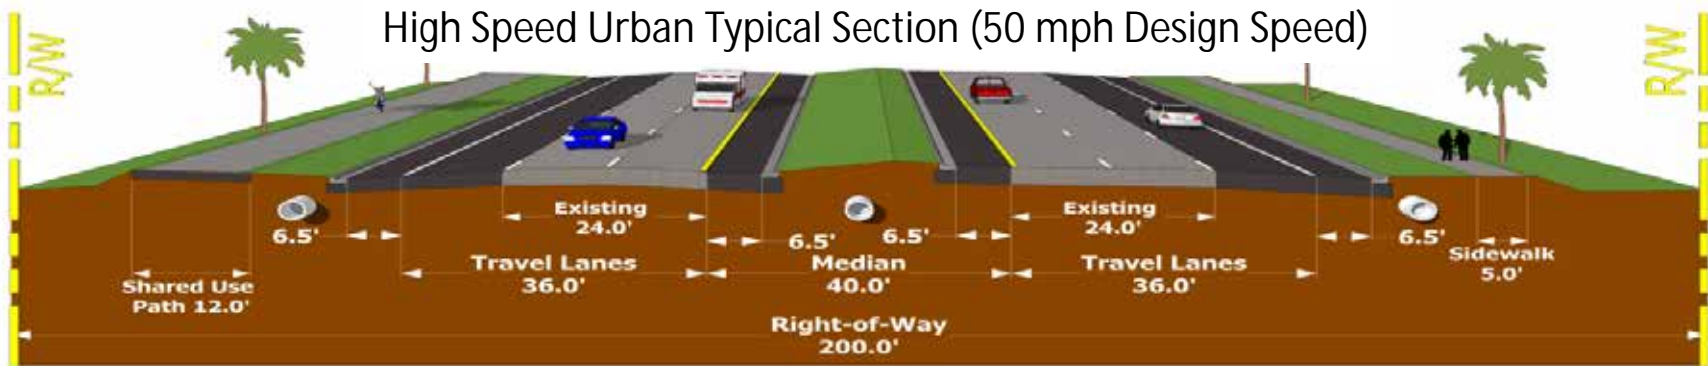 High Speed Urban Typical Section (50 mph Design Speed)
R/W
R/W
Existing
24.0'
Existing
24.0'
6.5'
6.5'
6.5'
6.5'
Travel Lanes
36.0'
Median
40.0'
Travel Lanes
36.0'
Sidewalk
5.0'
Shared Use
Path 12.0'
Right-of-Way
200.0'